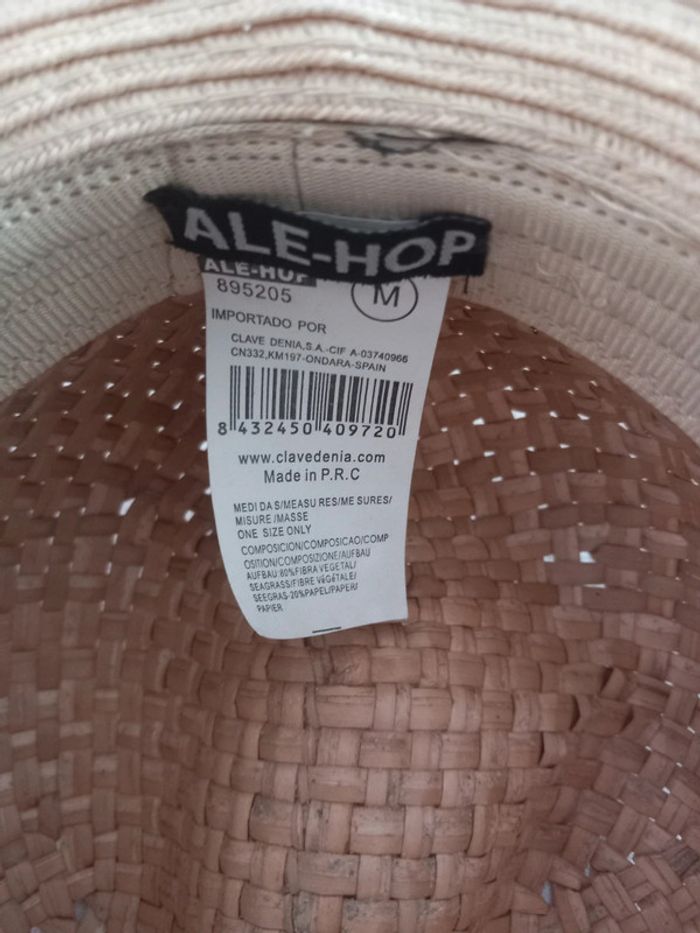 ALE-HOP
ALE-HOP
895205
M
IMPORTADO POR
CLAVE DENIA,S.A.-CIF A-03740966
CN332,KM197-ONDARA-SPAIN
8 432450 409720
www.clavedenia.com
Made in P.R.C
MEDI DA S/MEASU RES/ME SURES/
MISURE /MASSE
ONE SIZE ONLY
COMPOSICION/COMPOSICAO/COMP
OSITION/COMPOSIZIONE/AUFBAU
AUFBAU:80%FIBRA VEGETAL/
SEAGRASS/FIBRE VéGéTALE/
SEEGRAS-20%PAPEL/PAPER/
PAPIER